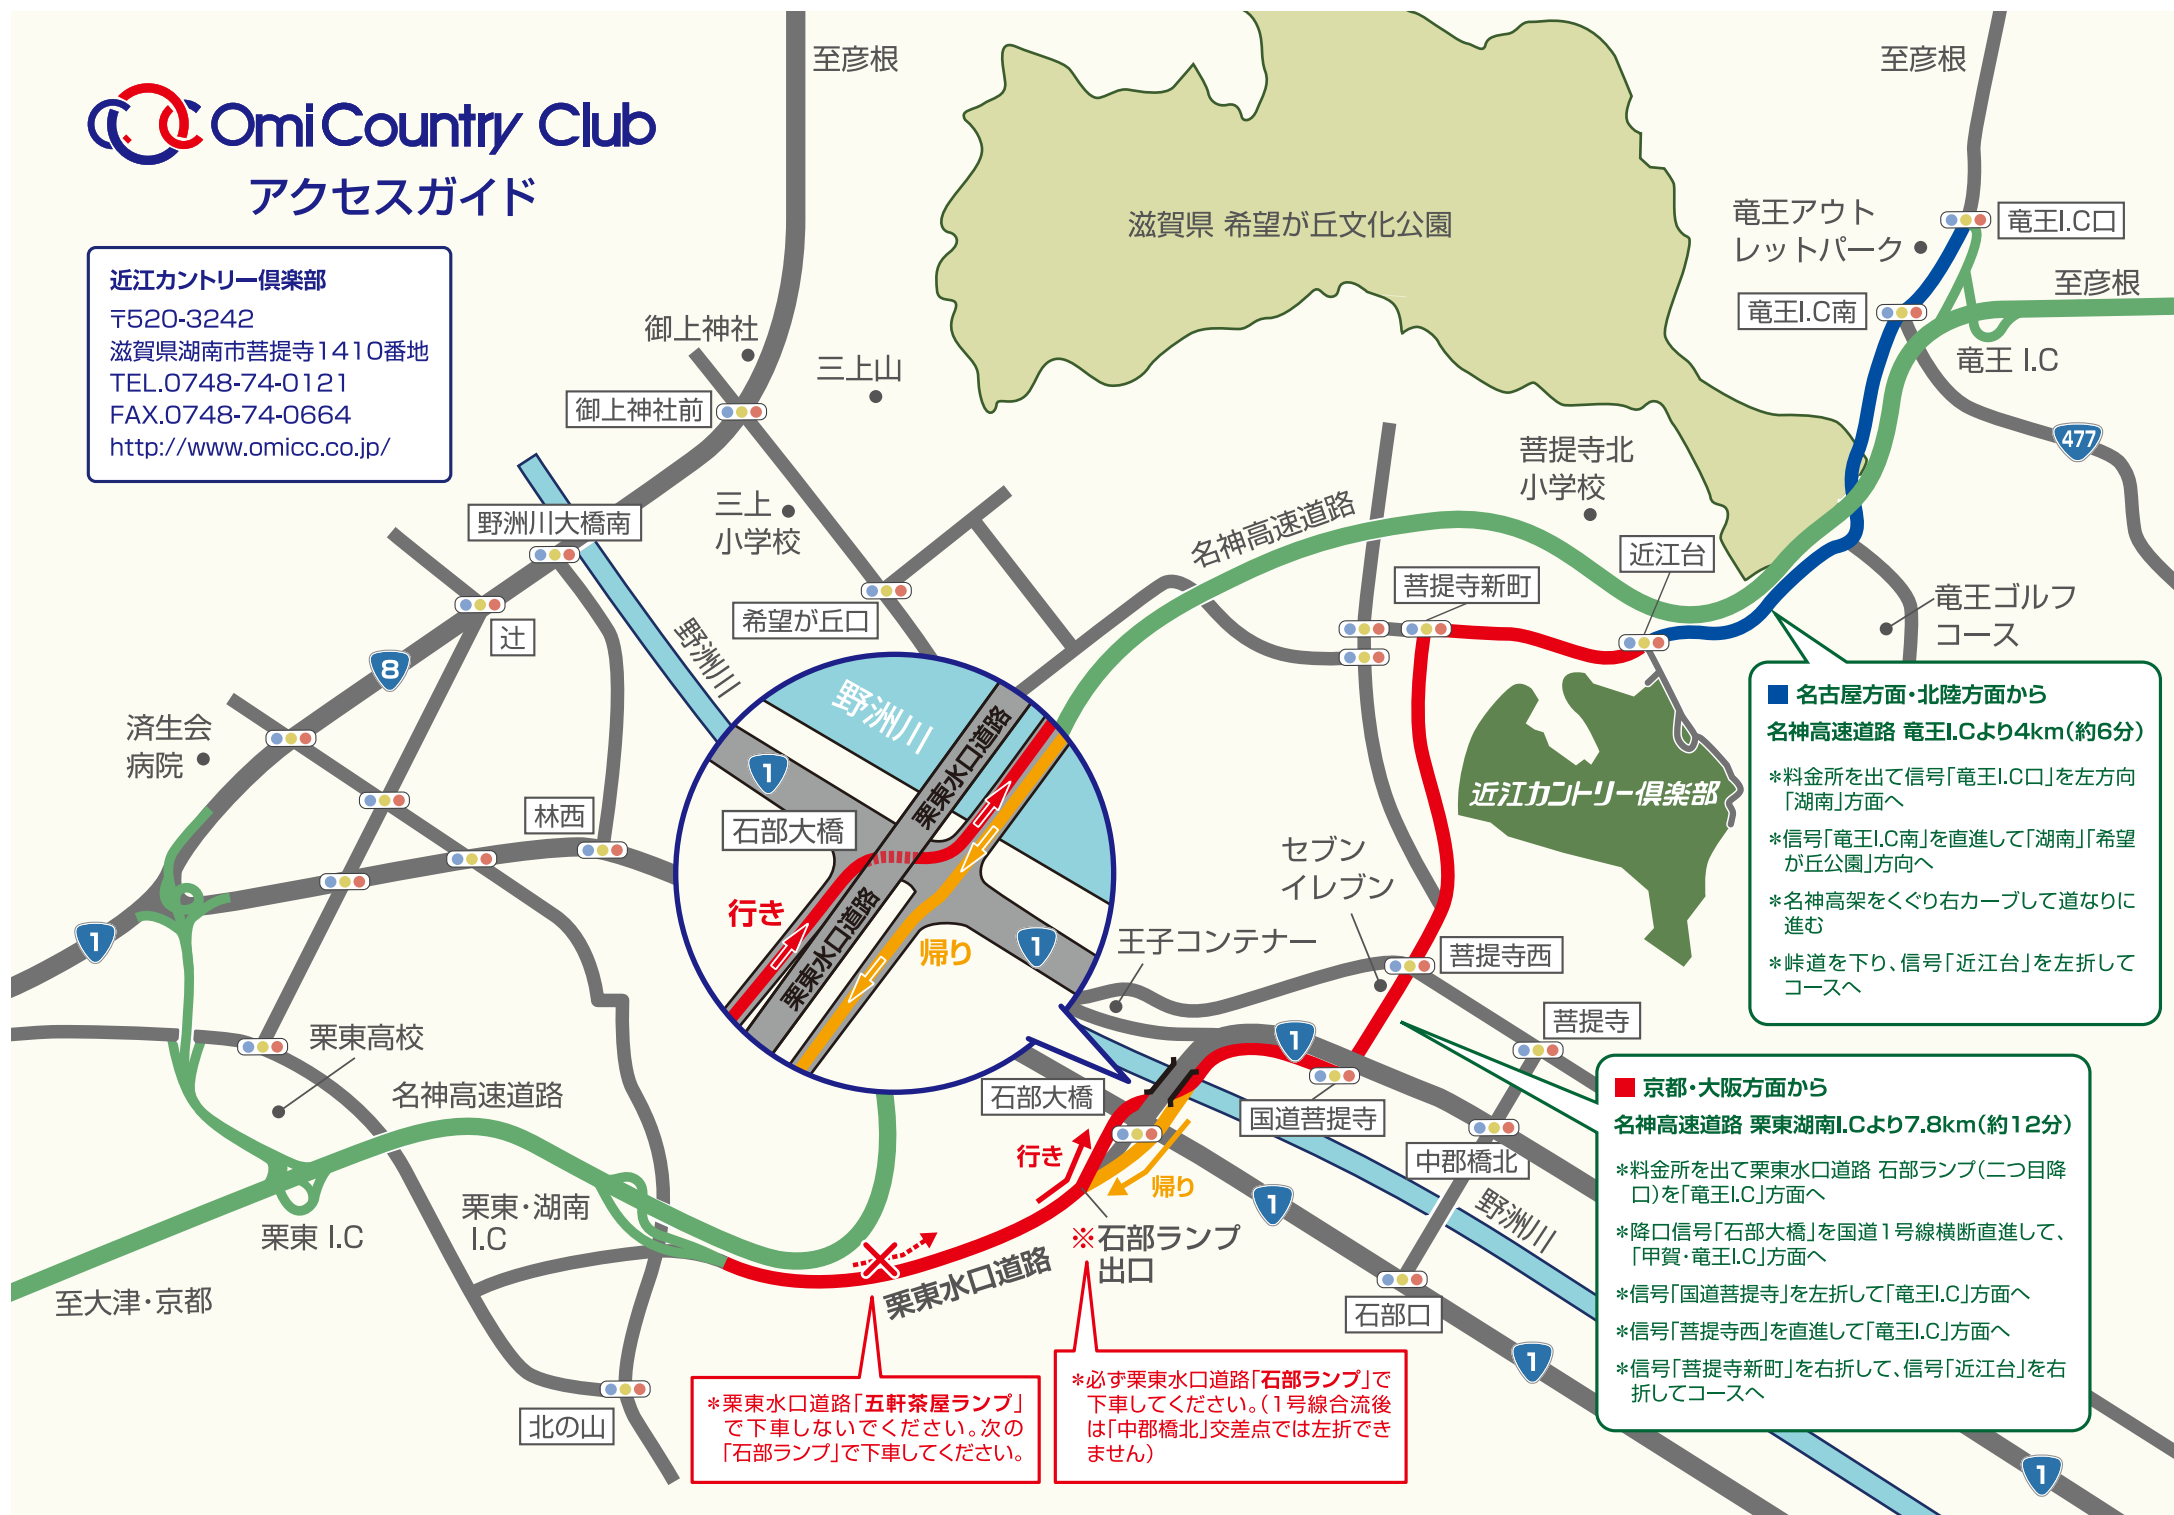 Omi Country Club
アクセスガイド
近江カントリー倶楽部
〒520-3242
滋賀県湖南市菩提寺1410番地
TEL.0748-74-0121
FAX.0748-74-0664
http://www.omicc.co.jp/
至彦根
至彦根
滋賀県 希望が丘文化公園
竜王アウト
レットパーク
竜王I.C口
至彦根
竜王I.C南
竜王 I.C
477
御上神社
三上山
御上神社前
菩提寺北
小学校
三上
小学校
野洲川大橋南
名神高速道路
近江台
菩提寺新町
竜王ゴルフ
コース
希望が丘口
辻
野洲川
8
済生会
病院
林西
野洲川
栗東水口道路
1
石部大橋
行き
栗東水口道路
帰り
1
近江カントリー倶楽部
セブン
イレブン
王子コンテナー
菩提寺西
菩提寺
1
1
栗東高校
名神高速道路
石部大橋
国道菩提寺
中郡橋北
行き
帰り
1
野洲川
栗東 I.C
栗東・湖南
I.C
※石部ランプ
出口
栗東水口道路
至大津・京都
石部口
1
北の山
1
■ 名古屋方面・北陸方面から
名神高速道路 竜王I.Cより4km(約6分)
*料金所を出て信号「竜王I.C口」を左方向
「湖南」方面へ
*信号「竜王I.C南」を直進して「湖南」「希望
が丘公園」方向へ
*名神高架をくぐり右カーブして道なりに
進む
*峠道を下り、信号「近江台」を左折して
コースへ
■ 京都・大阪方面から
名神高速道路 栗東湖南I.Cより7.8km(約12分)
*料金所を出て栗東水口道路 石部ランプ(二つ目降
口)を「竜王I.C」方面へ
*降口信号「石部大橋」を国道1号線横断直進して、
「甲賀・竜王I.C」方面へ
*信号「国道菩提寺」を左折して「竜王I.C」方面へ
*信号「菩提寺西」を直進して「竜王I.C」方面へ
*信号「菩提寺新町」を右折して、信号「近江台」を右
折してコースへ
*栗東水口道路「五軒茶屋ランプ」
で下車しないでください。次の
「石部ランプ」で下車してください。
*必ず栗東水口道路「石部ランプ」で
下車してください。(1号線合流後
は「中郡橋北」交差点では左折でき
ません)